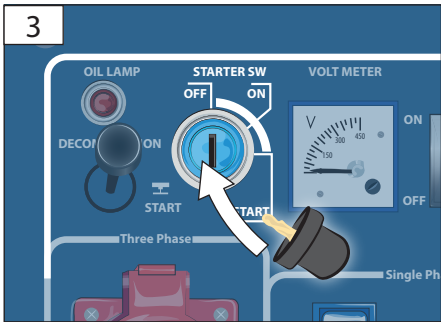 3
OIL LAMP
STARTER SW
VOLT METER
OFF
ON
V
150
300
450
ON
OFF
START
START
Three Phase
Single Ph